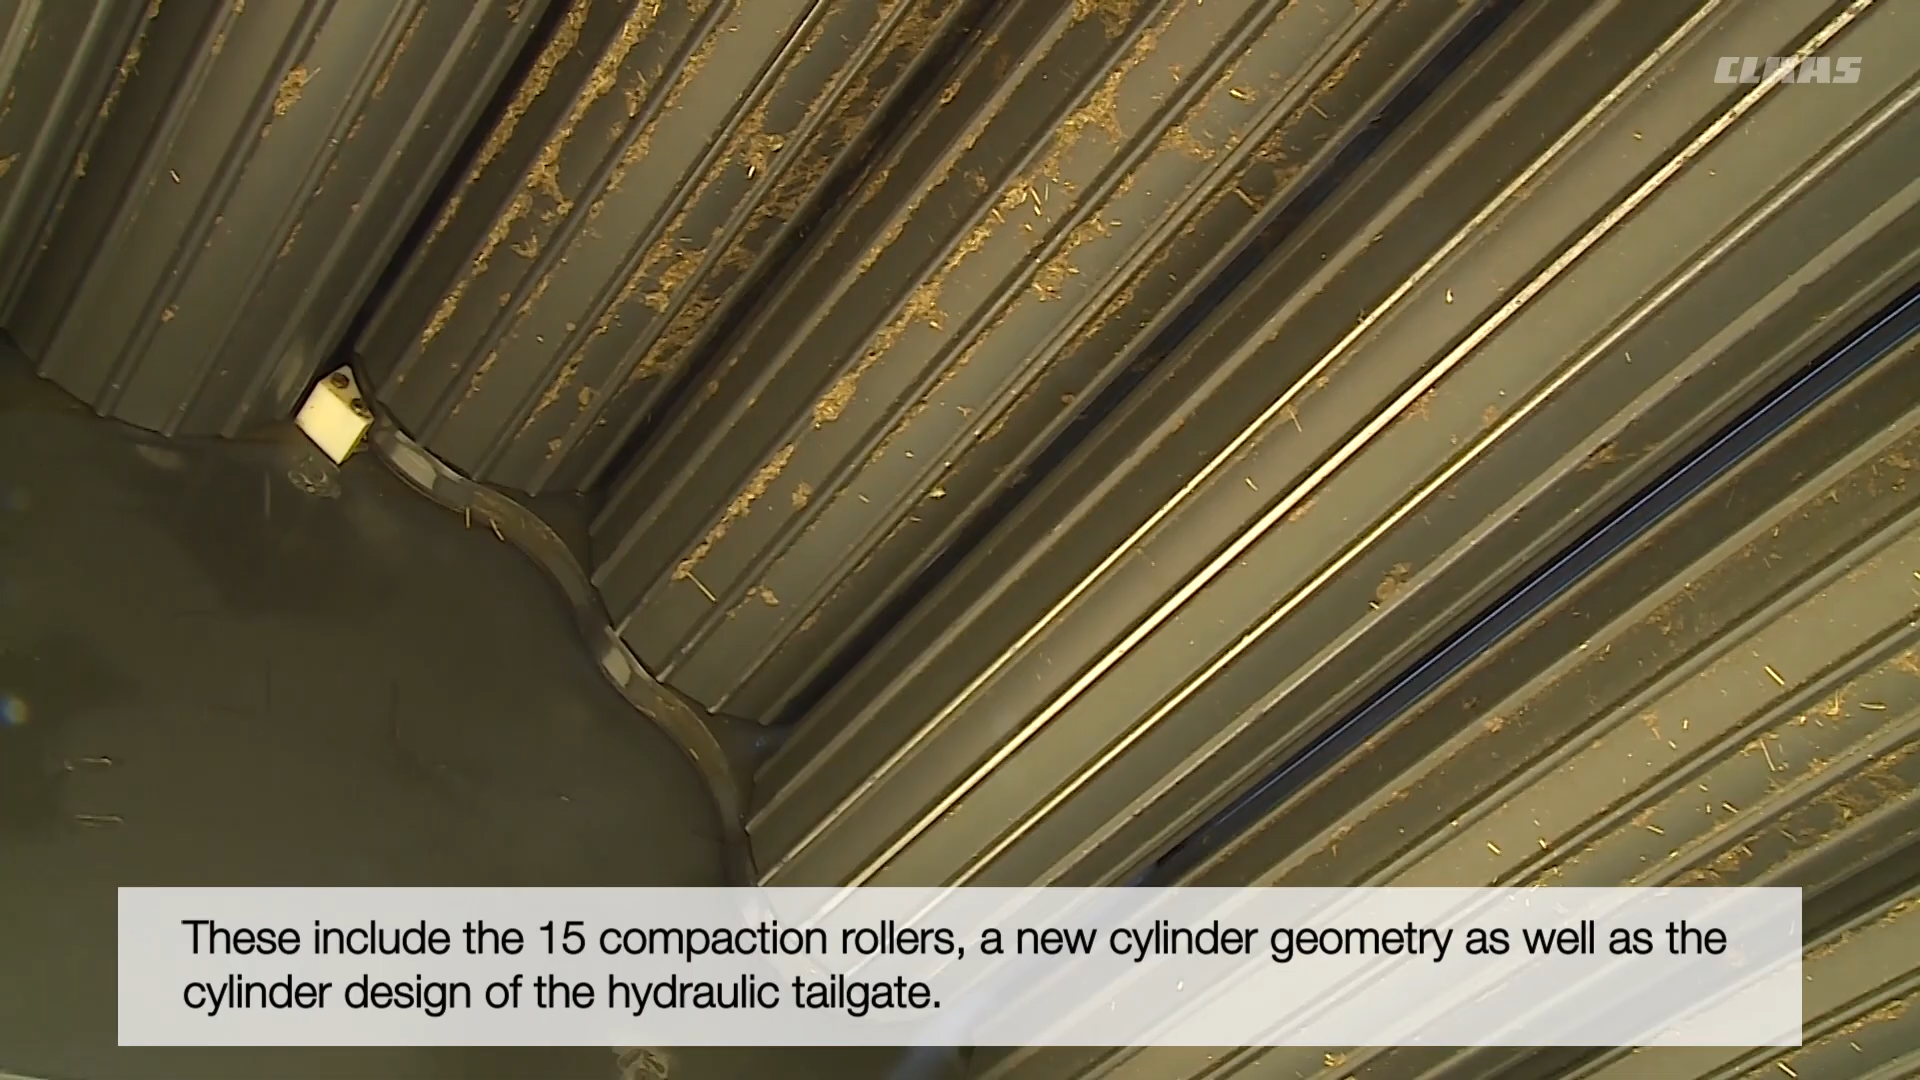 CLAAS
These include the 15 compaction rollers, a new cylinder geometry as well as the
cylinder design of the hydraulic tailgate.